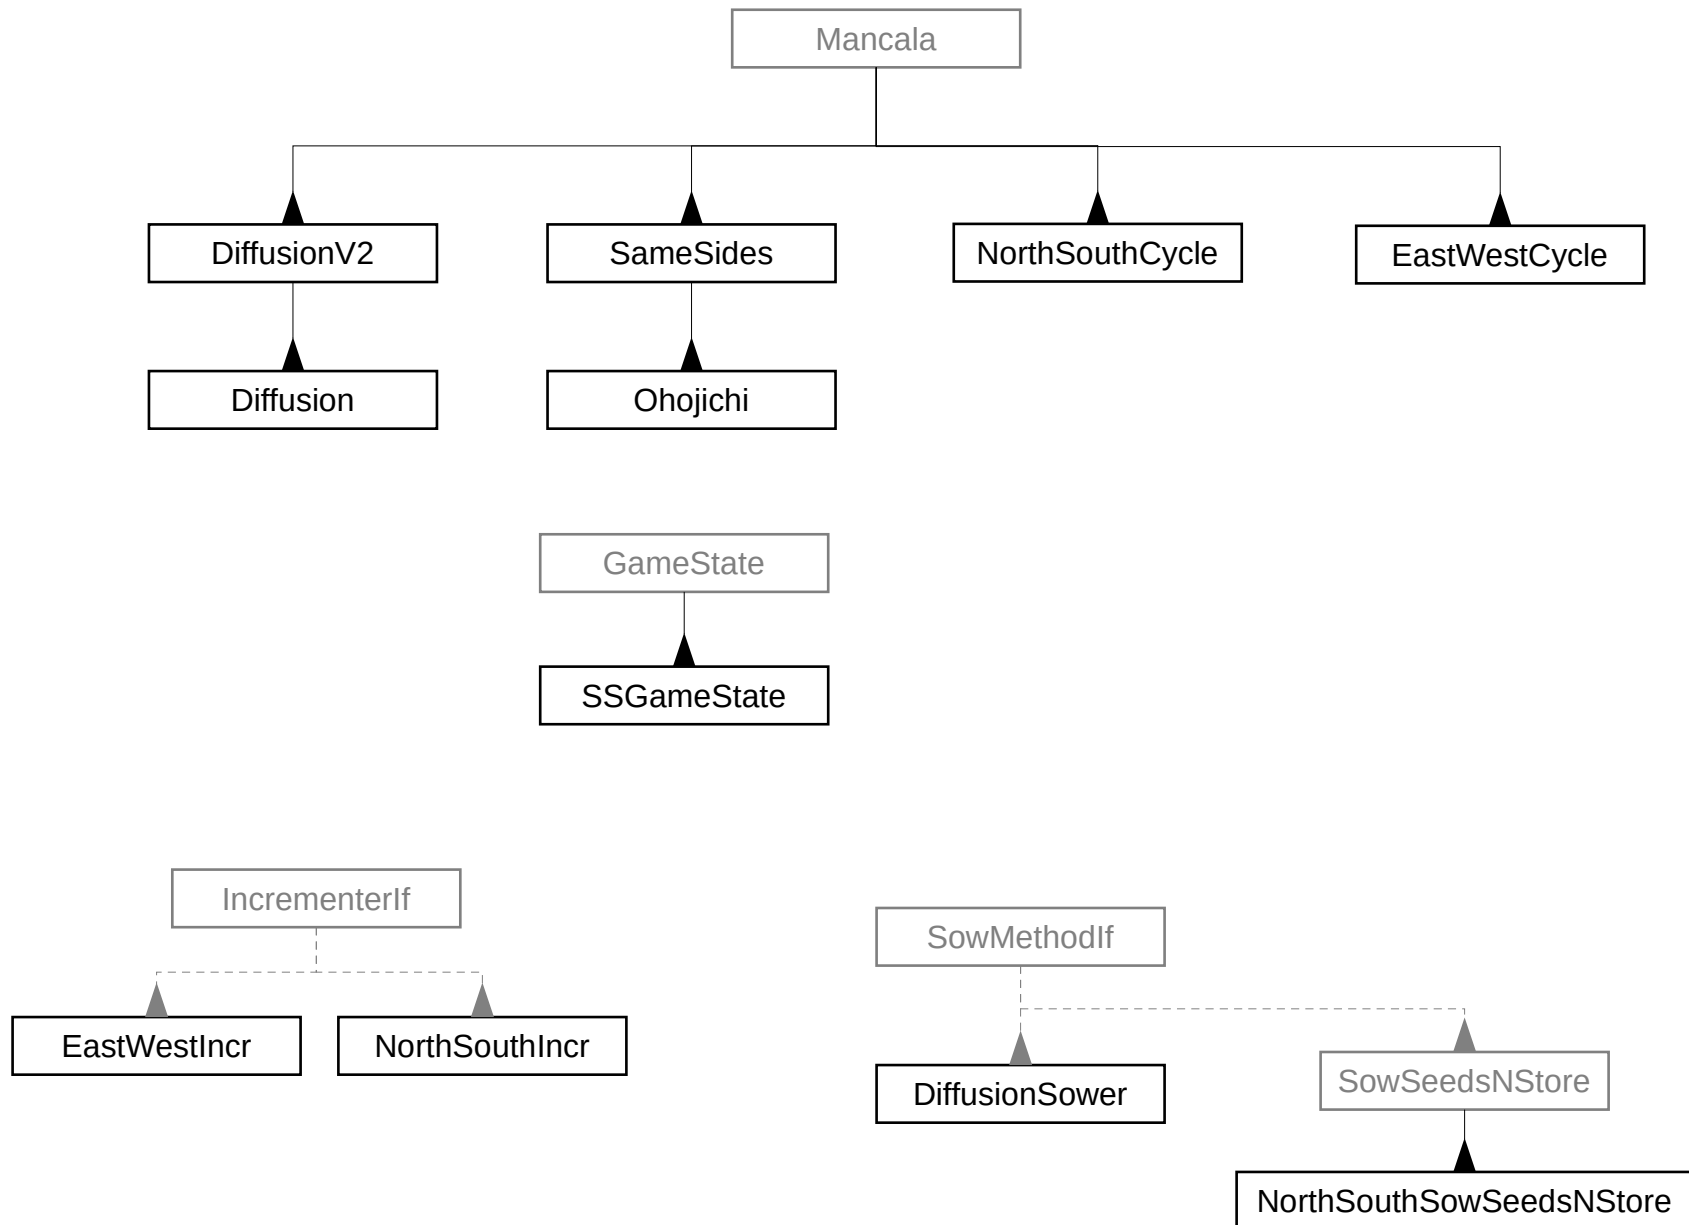 Mancala
DiffusionV2
SameSides
NorthSouthCycle
EastWestCycle
Diffusion
Ohojichi
GameState
SSGameState
IncrementerIf
SowMethodIf
EastWestIncr
NorthSouthIncr
DiffusionSower
SowSeedsNStore
NorthSouthSowSeedsNStore